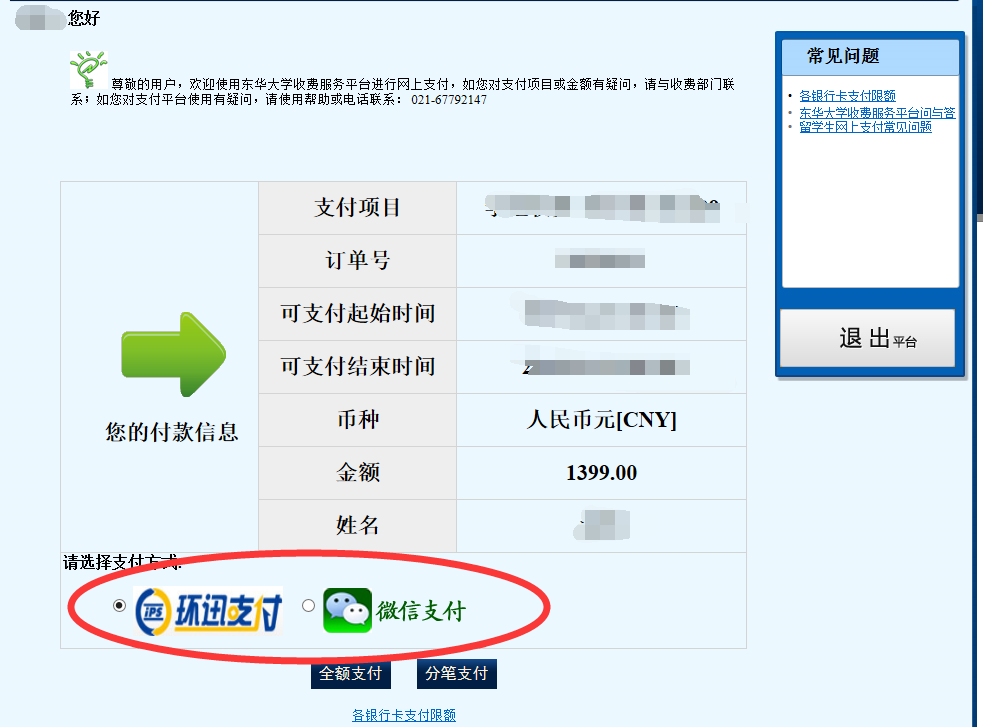 您好
尊敬的用户，欢迎使用东华大学收费服务平台进行网上支付，如您对支付项目或金额有疑问，请与收费部门联
系；如您对支付平台使用有疑问，请使用帮助或电话联系： 021-67792147
常见问题
各银行卡支付限额
东华大学收费服务平台问与答
留学生网上支付常见问题
退 出平台
支付项目
订单号
可支付起始时间
可支付结束时间
币种 人民币元[CNY]
金额 1399.00
姓名
您的付款信息
请选择支付方式:
IPS 环迅支付 微信支付
全额支付 分笔支付
各银行卡支付限额